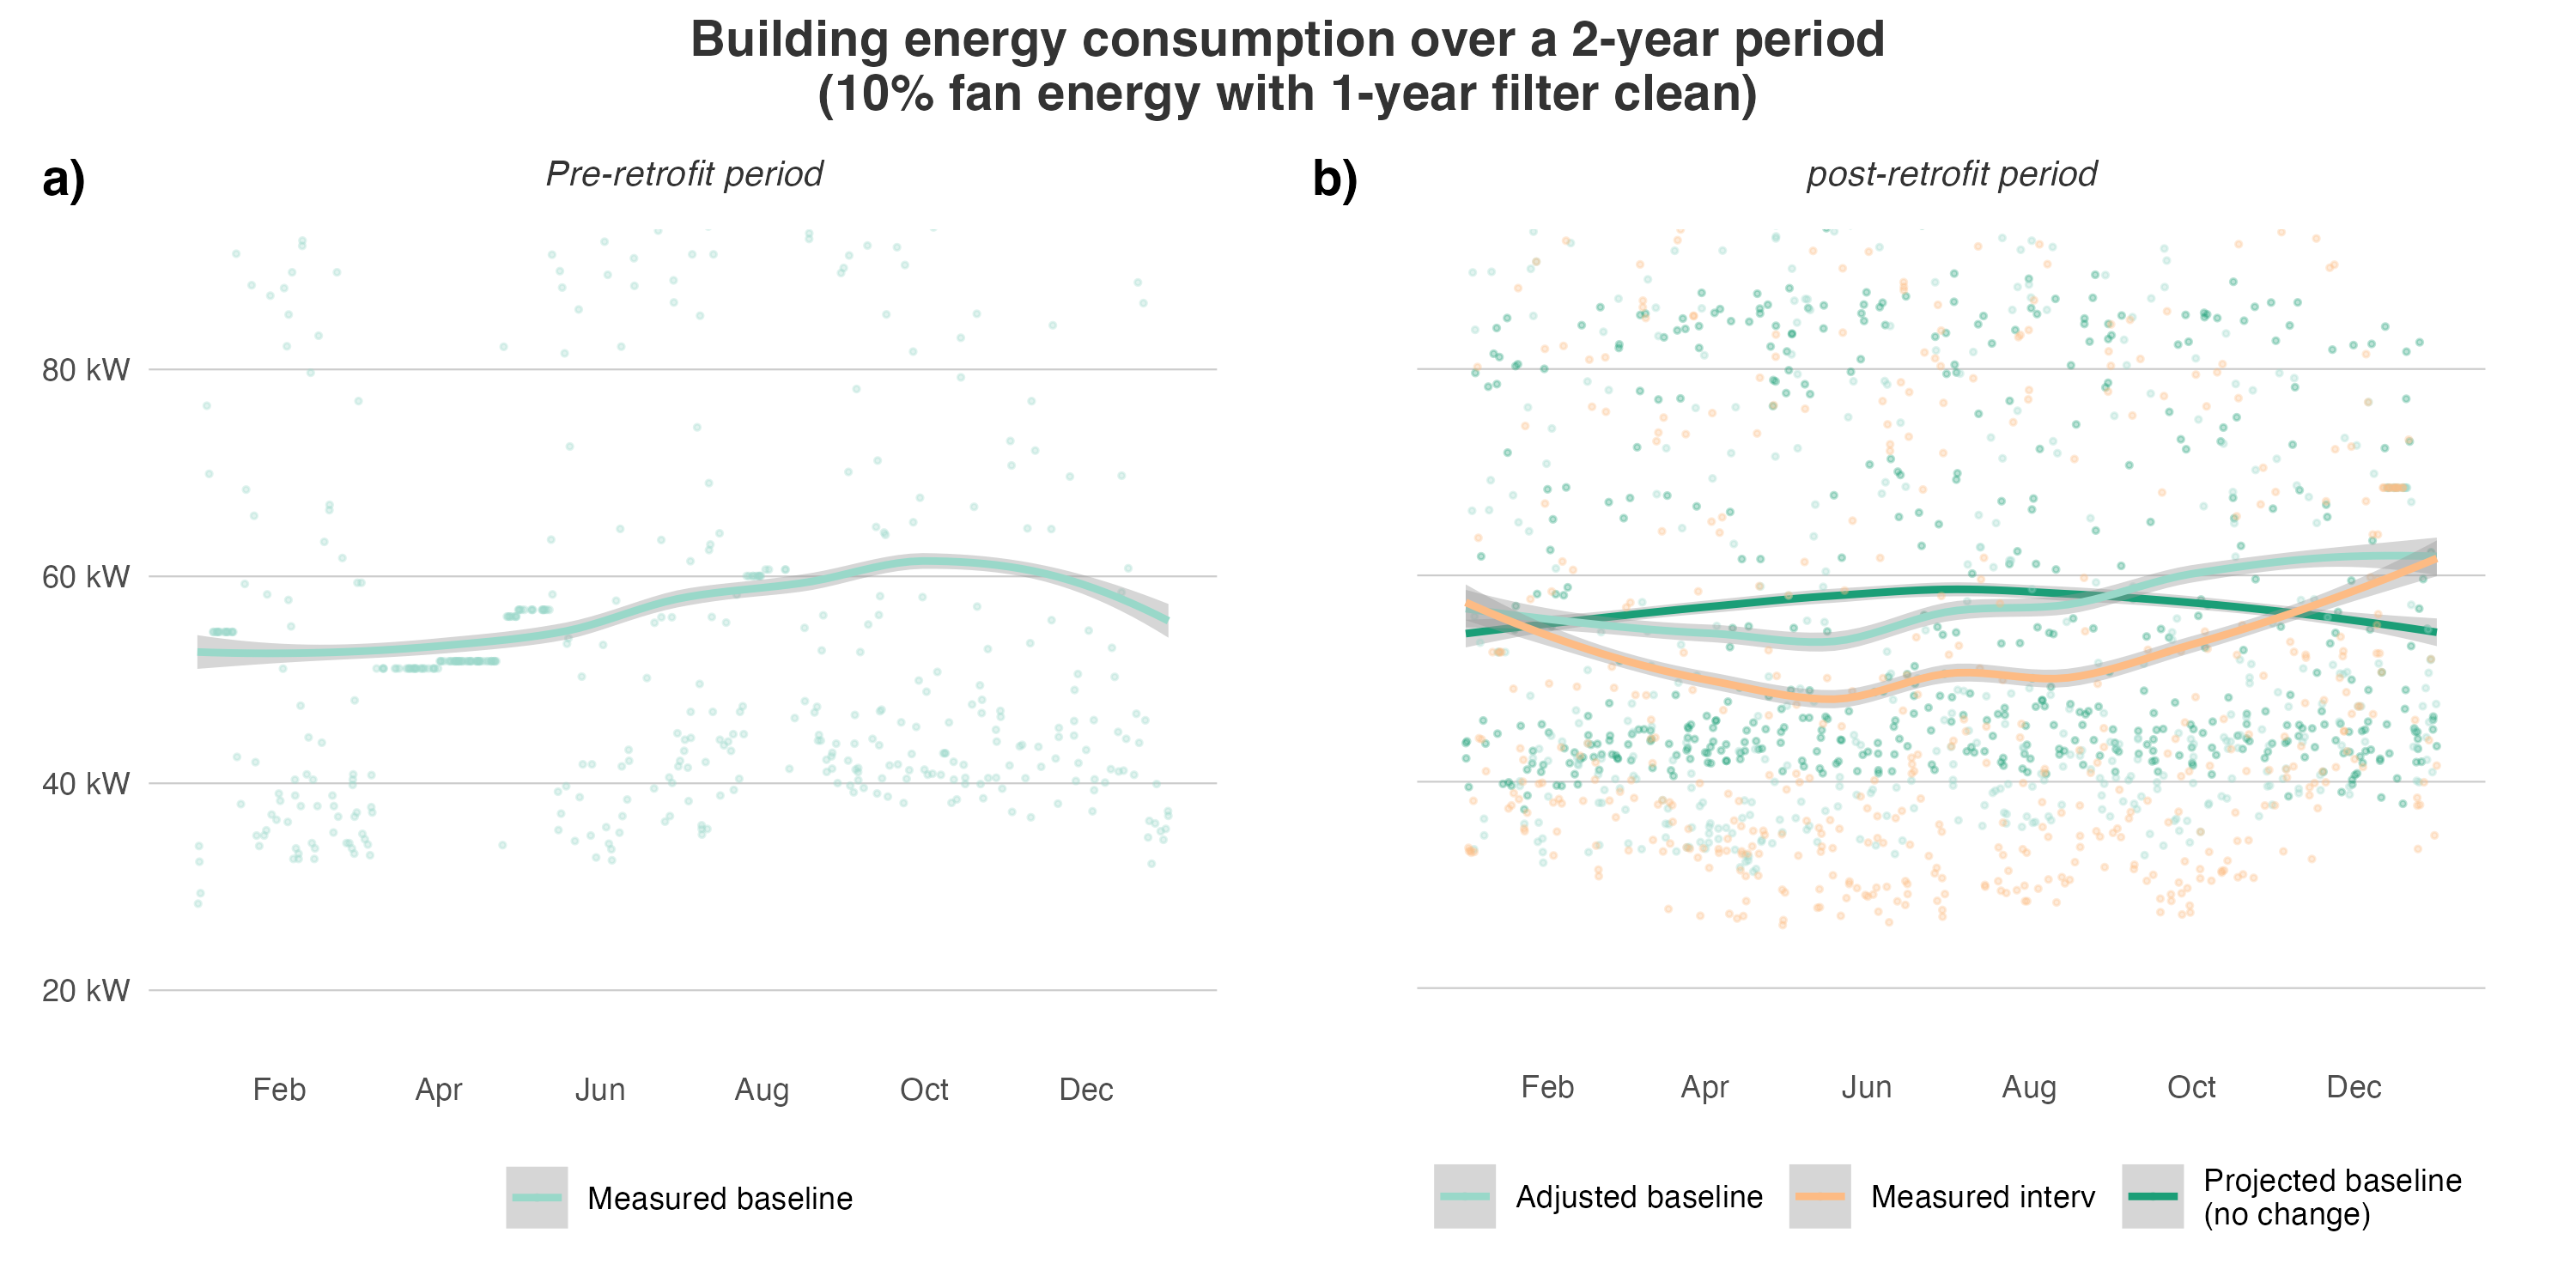 Building energy consumption over a 2-year period
(10% fan energy with 1-year filter clean)
a)
Pre-retrofit period
80 kW
60 kW
40 kW
20 kW
Feb Apr Jun Aug Oct Dec
Measured baseline
b)
post-retrofit period
Feb Apr Jun Aug Oct Dec
Adjusted baseline
Measured interv
Projected baseline
(no change)